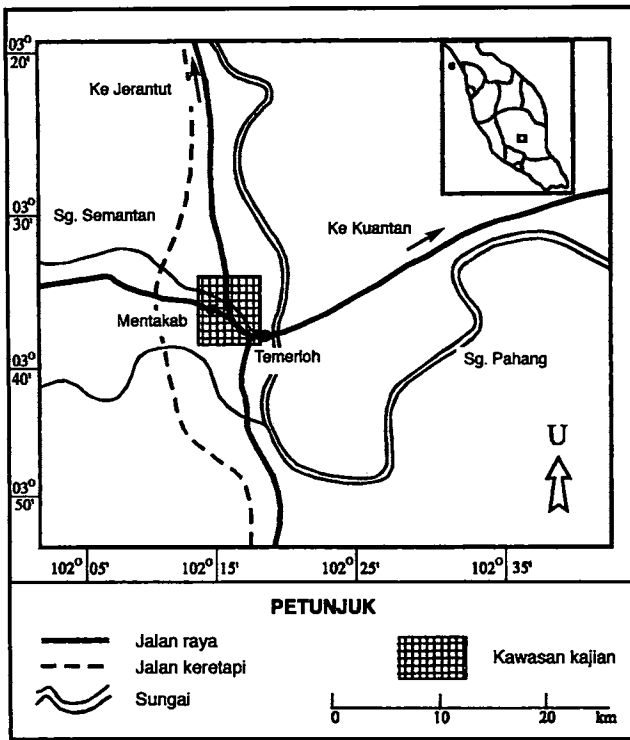 03° 20'
Ke Jerantut
03° 30'
Sg. Semantan
Ke Kuantan
Mentakab
Temerloh
Sg. Pahang
03° 40'
U
03° 50'
102° 05' 102° 15' 102° 25' 102° 35'
PETUNJUK
Jalan raya
Kawasan kajian
Jalan keretapi
Sungai
0 10 20 km